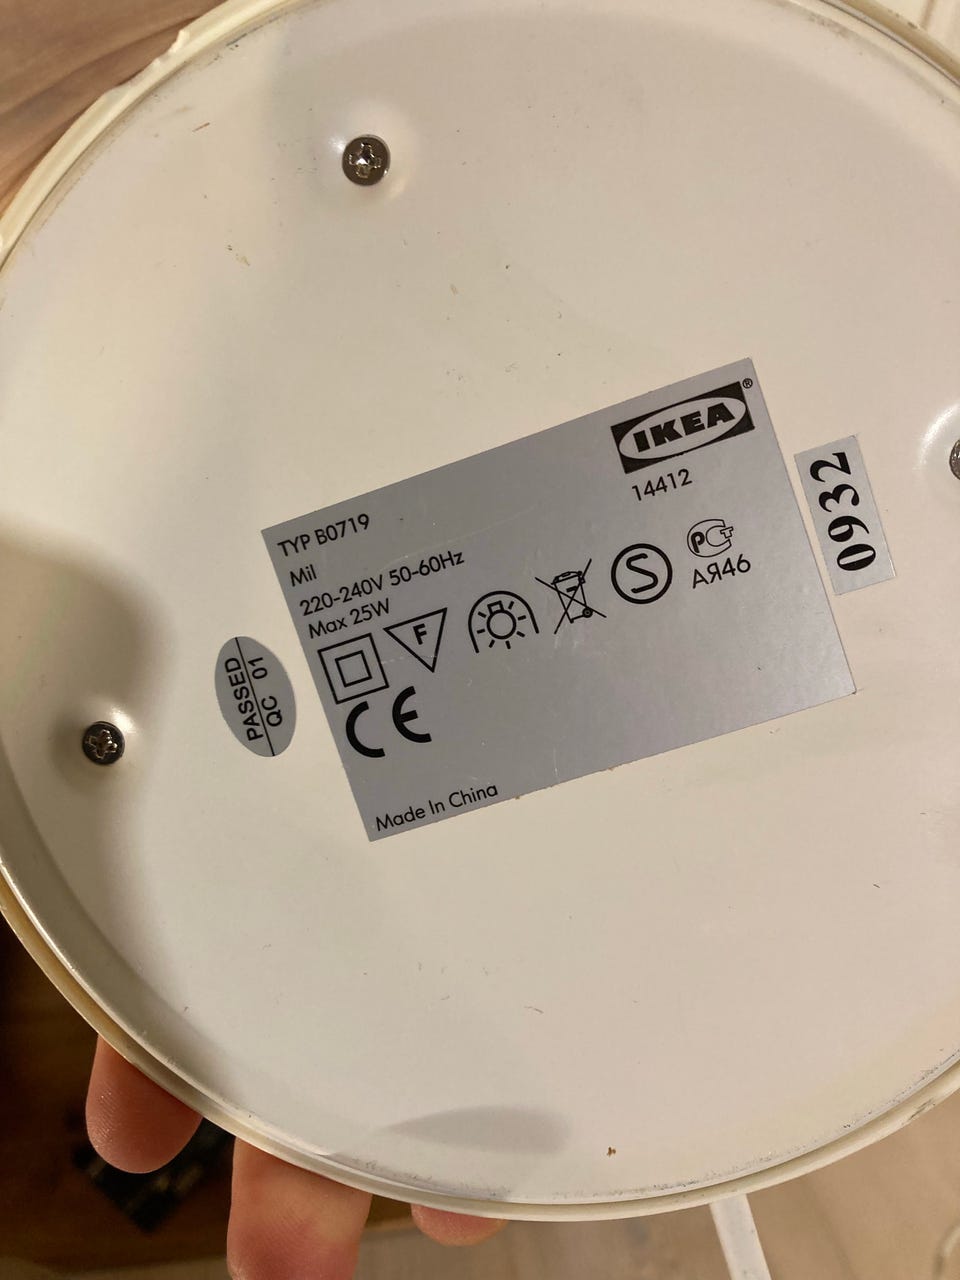 IKEA®
14412
TYP B0719
Mil
220-240V 50-60Hz
Max 25W
F
S
PCT
АЯ46
CE
Made In China
PASSED
QC 01
0932